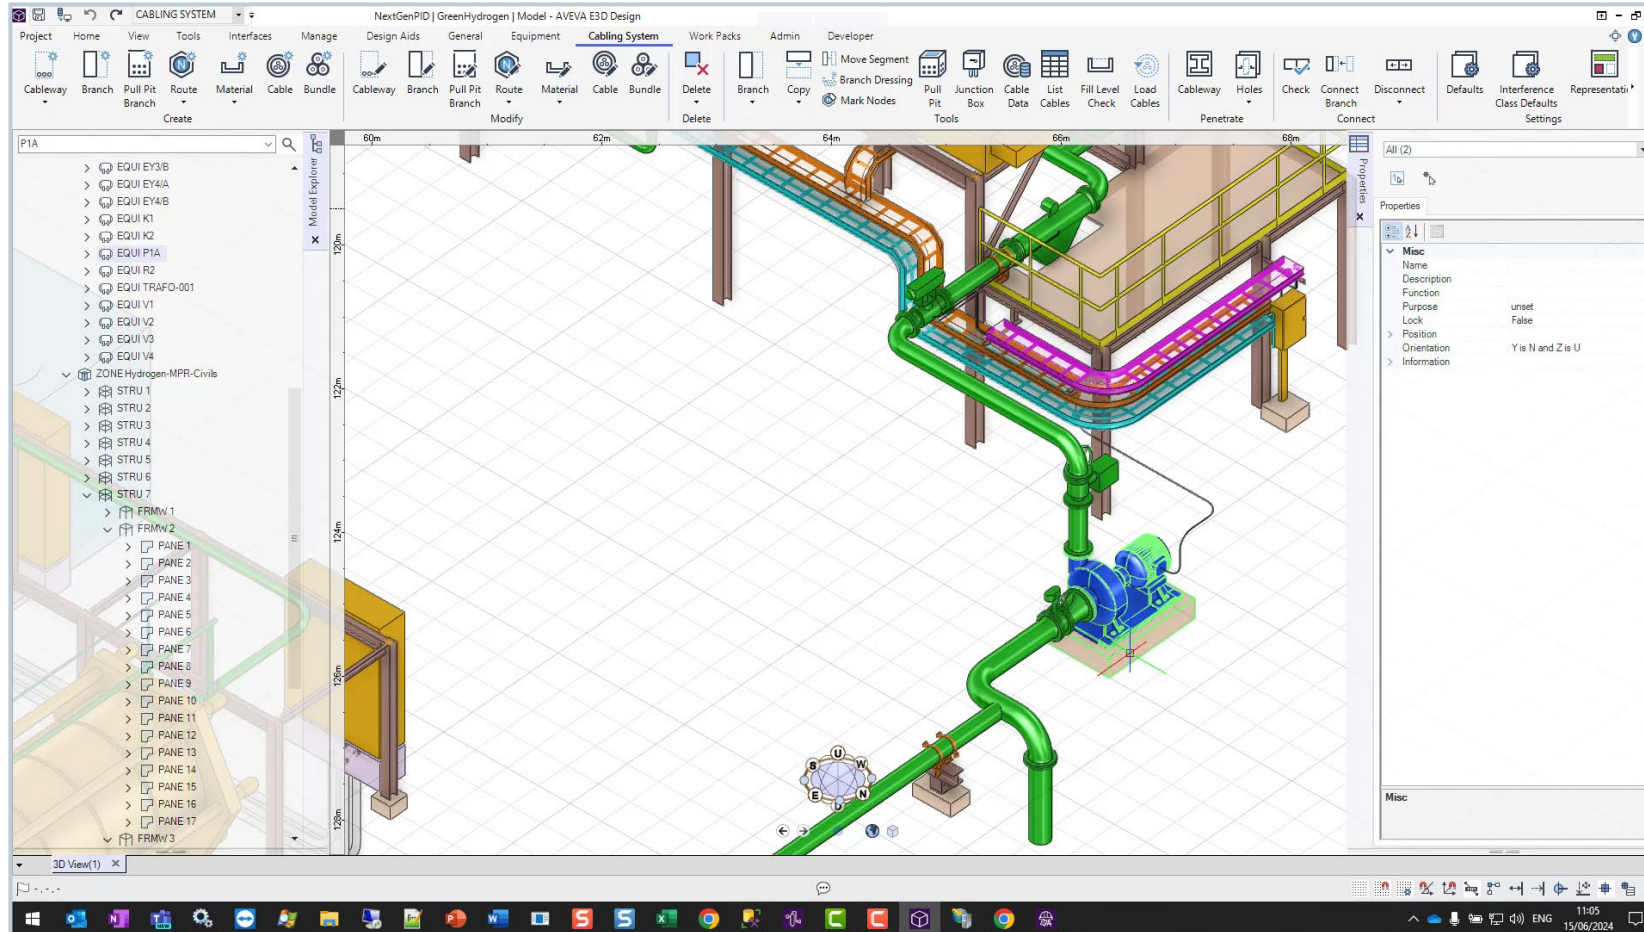 CABLING SYSTEM
NextGenPID | GreenHydrogen | Model - AVEVA E3D Design
Project Home View Tools Interfaces Manage Design Aids General Equipment Cabling System Work Packs Admin Developer
Cableway Branch Pull Pit Branch Route Material Cable Bundle
Create
Cableway Branch Pull Pit Branch Route Material Cable Bundle
Modify
Delete
Delete
Branch Copy
Move Segment
Branch Dressing
Mark Nodes
Pull Pit Junction Box Cable Data List Cables Fill Level Check Load Cables
Tools
Cableway Holes
Penetrate
Check Connect Branch Disconnect
Connect
Defaults Interference Class Defaults Representati
Settings
P1A
Model Explorer
EQUI EY3/B
EQUI EY4/A
EQUI EY4/B
EQUI K1
EQUI K2
EQUI P1A
EQUI R2
EQUI TRAFO-001
EQUI V1
EQUI V2
EQUI V3
EQUI V4
ZONE Hydrogen-MPR-Civils
STRU 1
STRU 2
STRU 3
STRU 4
STRU 5
STRU 6
STRU 7
FRMW 1
FRMW 2
PANE 1
PANE 2
PANE 3
PANE 4
PANE 5
PANE 6
PANE 7
PANE 8
PANE 9
PANE 10
PANE 11
PANE 12
PANE 13
PANE 14
PANE 15
PANE 16
PANE 17
FRMW 3
60m 62m 64m 66m 68m
120m
122m
124m
126m
128m
U
S W
E N
D
Properties
All (2)
Properties
Misc
Name
Description
Function
Purpose unset
Lock False
Position
Orientation Y is N and Z is U
Information
Misc
3D View(1)
ENG
11:05
15/06/2024